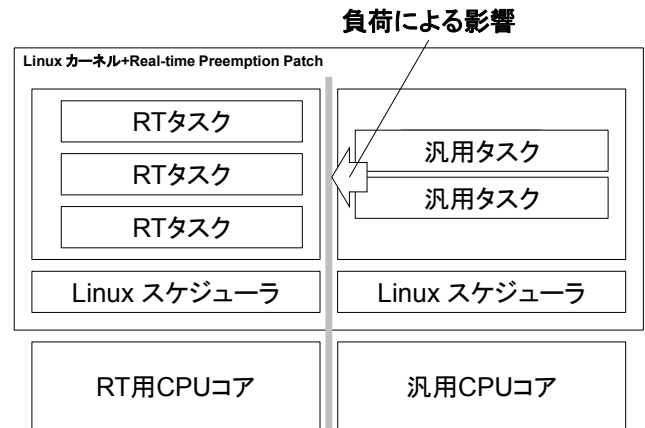 負荷による影響
Linux カーネル+Real-time Preemption Patch
RTタスク
RTタスク
RTタスク
汎用タスク
汎用タスク
Linux スケジューラ
Linux スケジューラ
RT用CPUコア
汎用CPUコア